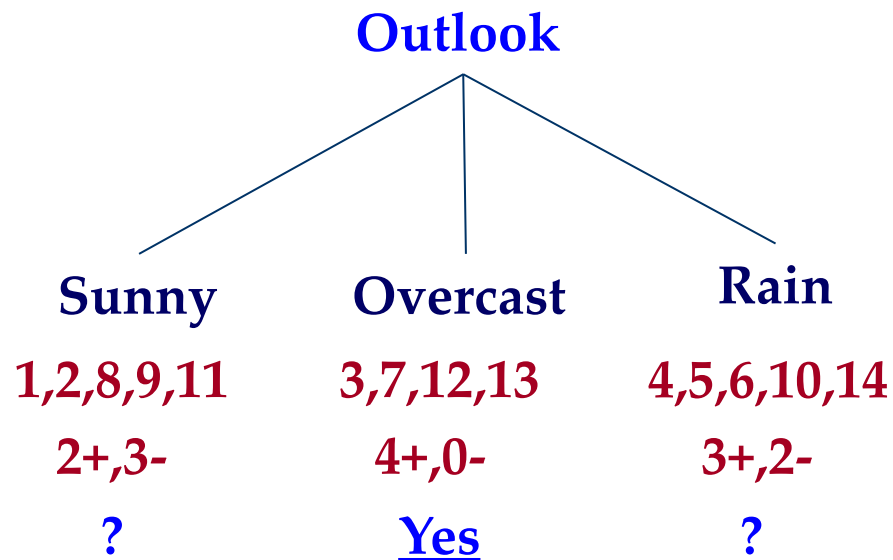 Outlook
Sunny Overcast Rain
1,2,8,9,11 3,7,12,13 4,5,6,10,14
2+,3- 4+,0- 3+,2-
? Yes ?